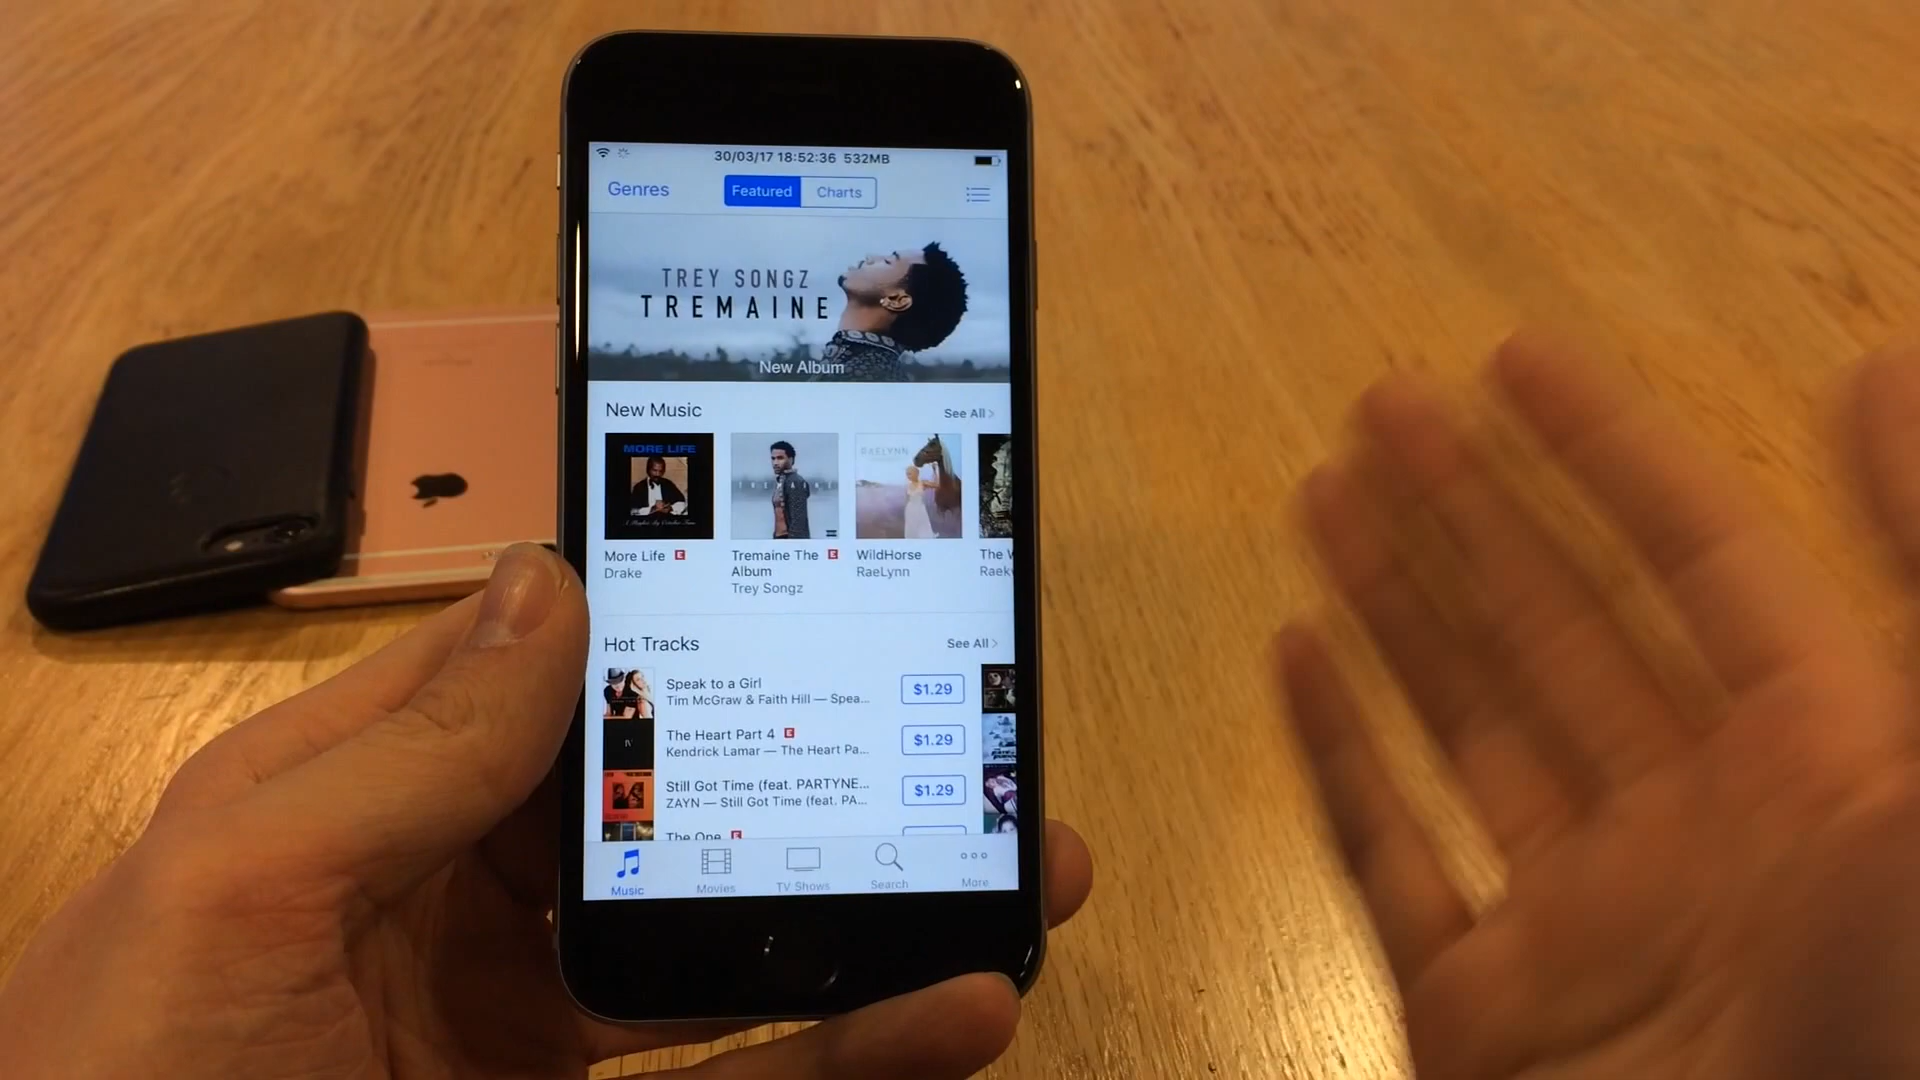 30/03/17 18:52:36 532MB
Genres
Featured
Charts
TREY SONGZ
TREMAINE
New Album
New Music
See All
MORE LIFE
TREMAINE
RAELYNN
More Life E
Drake
Tremaine The E
Album
Trey Songz
WildHorse
RaeLynn
The
Hot Tracks
See All
Speak to a Girl
Tim McGraw & Faith Hill — Spea...
$1.29
The Heart Part 4 E
Kendrick Lamar — The Heart Pa...
$1.29
Still Got Time (feat. PARTYNE...
ZAYN — Still Got Time (feat. PA...
$1.29
The One E
Music
Movies
TV Shows
Search
More